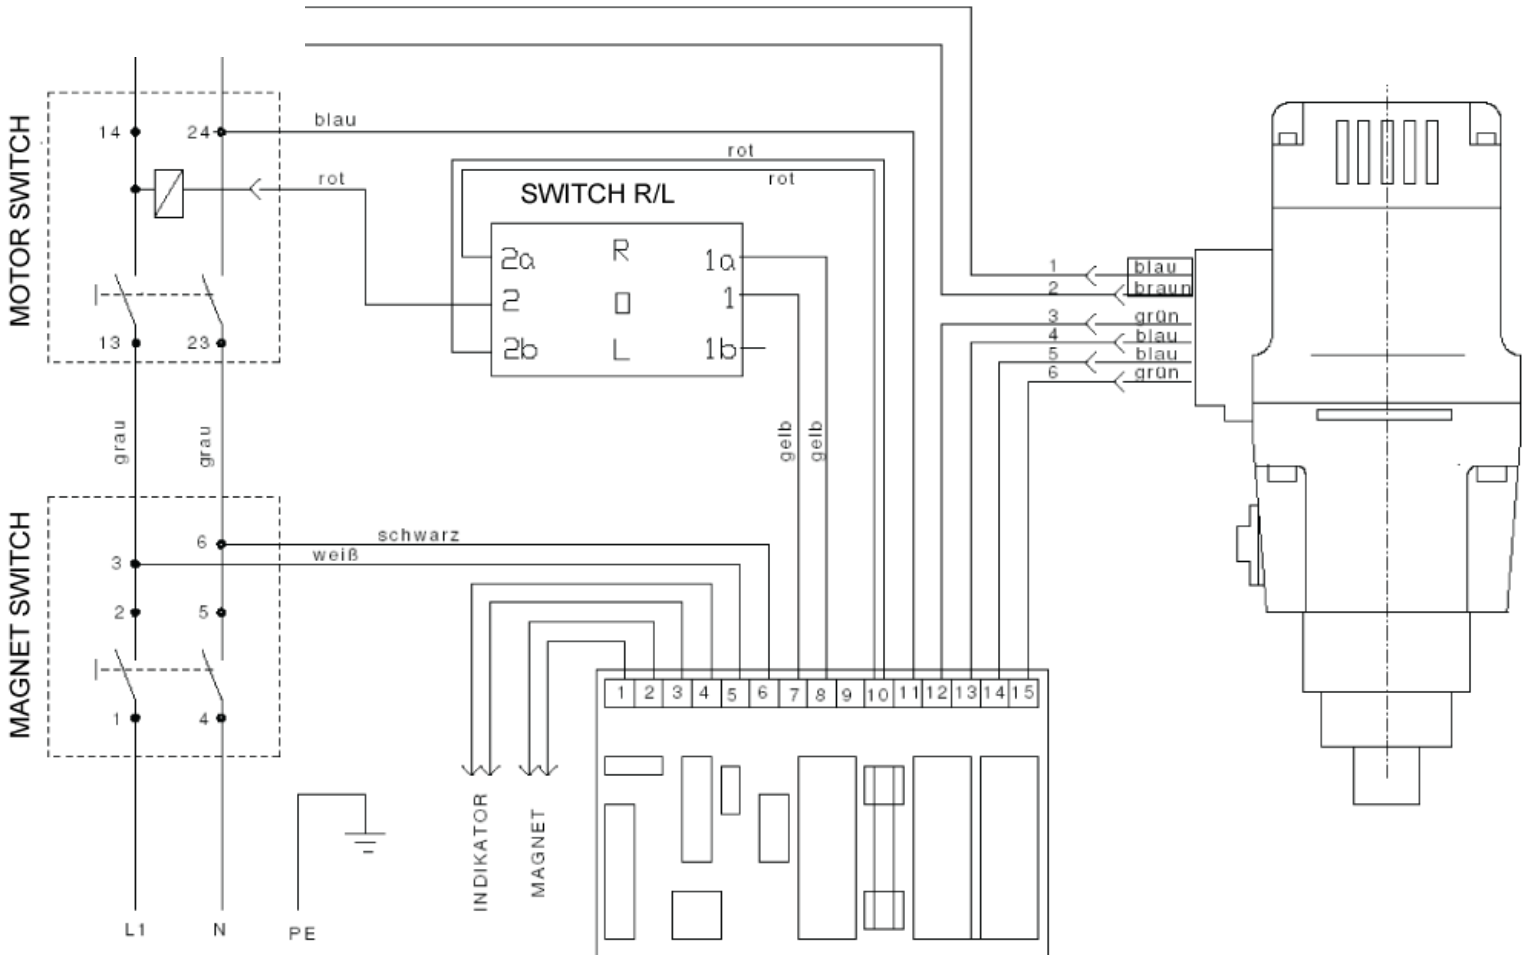 MOTOR SWITCH
14
24
blau
rot
13
23
rot
rot
SWITCH R/L
2a
R
1a
2
0
1
2b
L
1b
1
blau
2
braun
3
grün
4
blau
5
blau
6
grün
grau
grau
gelb
gelb
MAGNET SWITCH
6
schwarz
3
weiß
2
5
1
4
1 2 3 4 5 6 7 8 9 10 11 12 13 14 15
INDIKATOR
MAGNET
L1
N
PE